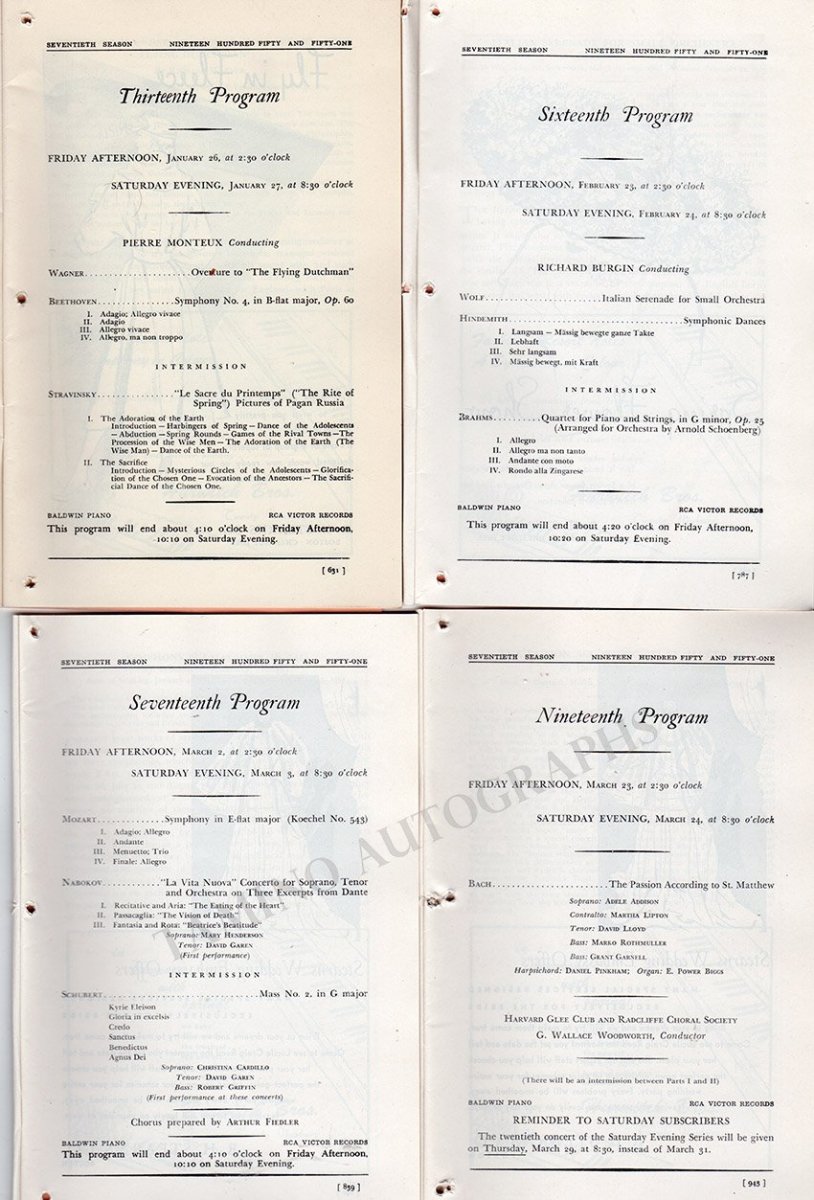 SEVENTIETH SEASON NINETEEN HUNDRED FIFTY AND FIFTY-ONE
Thirteenth Program
FRIDAY AFTERNOON, JANUARY 26, at 2:30 o'clock
SATURDAY EVENING, JANUARY 27, at 8:30 o'clock
PIERRE MONTEUX Conducting
WAGNER......................Overture to "The Flying Dutchman"
BEETHOVEN................Symphony No. 4, in B-flat major, Op. 60
I. Adagio; Allegro vivace
II. Adagio
III. Allegro vivace
IV. Allegro, ma non troppo
INTERMISSION
STRAVINSKY................"Le Sacre du Printemps" ("The Rite of
Spring") Pictures of Pagan Russia
I. The Adoration of the Earth
Introduction — Harbingers of Spring — Dance of the Adolescents
— Abduction — Spring Rounds — Games of the Rival Towns — The
Procession of the Wise Men — The Adoration of the Earth (The
Wise Man) — Dance of the Earth.
II. The Sacrifice
Introduction — Mysterious Circles of the Adolescents — Glorifica-
tion of the Chosen One — Evocation of the Ancestors — The Sacrifi-
cial Dance of the Chosen One.
BALDWIN PIANO RCA VICTOR RECORDS
This program will end about 4:10 o'clock on Friday Afternoon,
10:10 on Saturday Evening.
[ 631 ]
SEVENTIETH SEASON NINETEEN HUNDRED FIFTY AND FIFTY-ONE
Sixteenth Program
FRIDAY AFTERNOON, FEBRUARY 23, at 2:30 o'clock
SATURDAY EVENING, FEBRUARY 24, at 8:30 o'clock
RICHARD BURGIN Conducting
WOLF.............................Italian Serenade for Small Orchestra
HINDEMITH....................................Symphonic Dances
I. Langsam — Mässig bewegte ganze Takte
II. Lebhaft
III. Sehr langsam
IV. Mässig bewegt, mit Kraft
INTERMISSION
BRAHMS..........Quartet for Piano and Strings, in G minor, Op. 25
(Arranged for Orchestra by Arnold Schoenberg)
I. Allegro
II. Allegro ma non tanto
III. Andante con moto
IV. Rondo alla Zingarese
BALDWIN PIANO RCA VICTOR RECORDS
This program will end about 4:20 o'clock on Friday Afternoon,
10:20 on Saturday Evening.
[ 787 ]
SEVENTIETH SEASON NINETEEN HUNDRED FIFTY AND FIFTY-ONE
Seventeenth Program
FRIDAY AFTERNOON, MARCH 2, at 2:30 o'clock
SATURDAY EVENING, MARCH 3, at 8:30 o'clock
MOZART..............Symphony in E-flat major (Koechel No. 543)
I. Adagio; Allegro
II. Andante
III. Menuetto; Trio
IV. Finale: Allegro
NABOKOV............"La Vita Nuova" Concerto for Soprano, Tenor
and Orchestra on Three Excerpts from Dante
I. Recitative and Aria: "The Eating of the Heart"
II. Passacaglia: "The Vision of Death"
III. Fantasia and Rota: "Beatrice's Beatitude"
Soprano: MARY HENDERSON
Tenor: DAVID GAREN
(First performance)
INTERMISSION
SCHUBERT................................Mass No. 2, in G major
Kyrie Eleison
Gloria in excelsis
Credo
Sanctus
Benedictus
Agnus Dei
Soprano: CHRISTINA CARDILLO
Tenor: DAVID GAREN
Bass: ROBERT GRIFFIN
(First performance at these concerts)
Chorus prepared by ARTHUR FIEDLER
BALDWIN PIANO RCA VICTOR RECORDS
This program will end about 4:10 o'clock on Friday Afternoon,
10:10 on Saturday Evening.
[ 839 ]
SEVENTIETH SEASON NINETEEN HUNDRED FIFTY AND FIFTY-ONE
Nineteenth Program
FRIDAY AFTERNOON, MARCH 23, at 2:30 o'clock
SATURDAY EVENING, MARCH 24, at 8:30 o'clock
BACH........................The Passion According to St. Matthew
Soprano: ADELE ADDISON
Contralto: MARTHA LIPTON
Tenor: DAVID LLOYD
Bass: MARKO ROTHMULLER
Bass: GRANT GARNELL
Harpsichord: DANIEL PINKHAM; Organ: E. POWER BIGGS
HARVARD GLEE CLUB AND RADCLIFFE CHORAL SOCIETY
G. WALLACE WOODWORTH, Conductor
(There will be an intermission between Parts I and II)
BALDWIN PIANO RCA VICTOR RECORDS
REMINDER TO SATURDAY SUBSCRIBERS
The twentieth concert of the Saturday Evening Series will be given
on Thursday, March 29, at 8:30, instead of March 31.
[ 943 ]
TAMINO AUTOGRAPHS